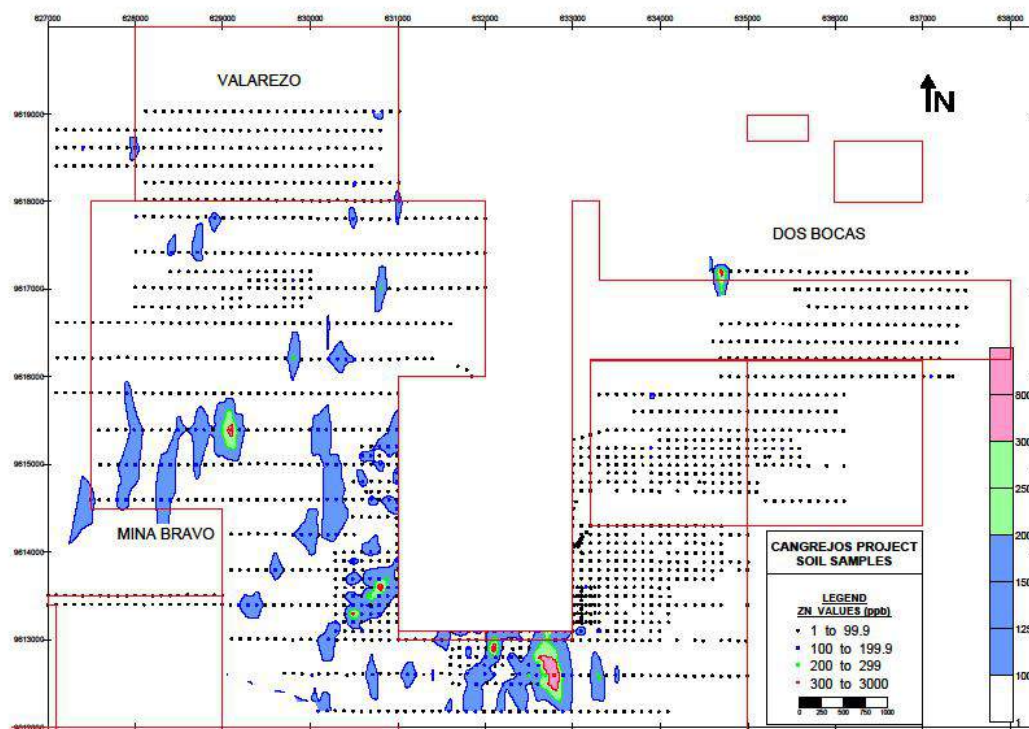 627000 628000 629000 630000 631000 632000 633000 634000 635000 636000 637000 638000
VALAREZO
N
9619000
9618000
DOS BOCAS
9617000
9616000
800
300
9615000
200
MINA BRAVO
9614000
CANGREJOS PROJECT
SOIL SAMPLES
150
LEGEND
ZN VALUES (ppb)
125
1 to 99.9
9613000
100 to 199.9
100
200 to 299
300 to 3000
0 250 500 750 1000
1
9612000